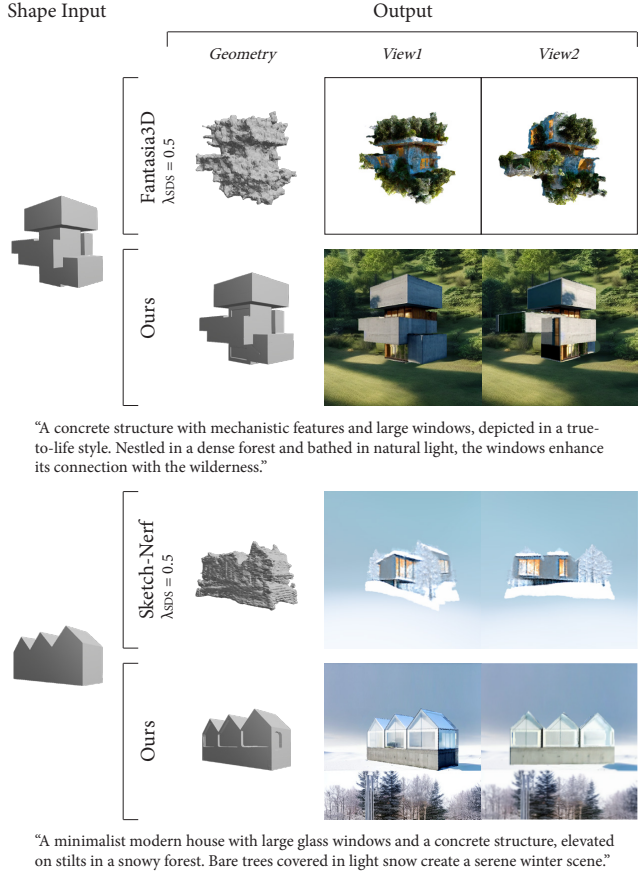 Shape Input
Output
Geometry
View1
View2
Fantasia3D
λSDS = 0.5
Ours
“A concrete structure with mechanistic features and large windows, depicted in a true-
to-life style. Nestled in a dense forest and bathed in natural light, the windows enhance
its connection with the wilderness.”
Sketch-Nerf
λSDS = 0.5
Ours
“A minimalist modern house with large glass windows and a concrete structure, elevated
on stilts in a snowy forest. Bare trees covered in light snow create a serene winter scene.”